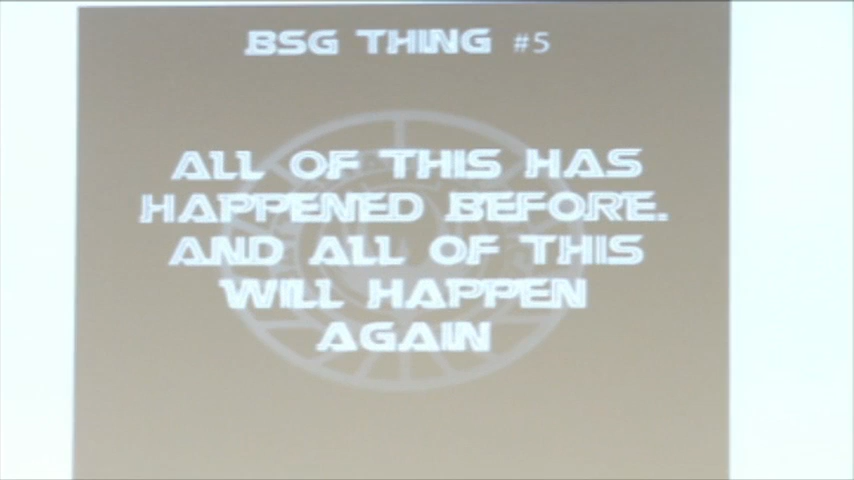 BSG THING #5
ALL OF THIS HAS
HAPPENED BEFORE.
AND ALL OF THIS
WILL HAPPEN
AGAIN